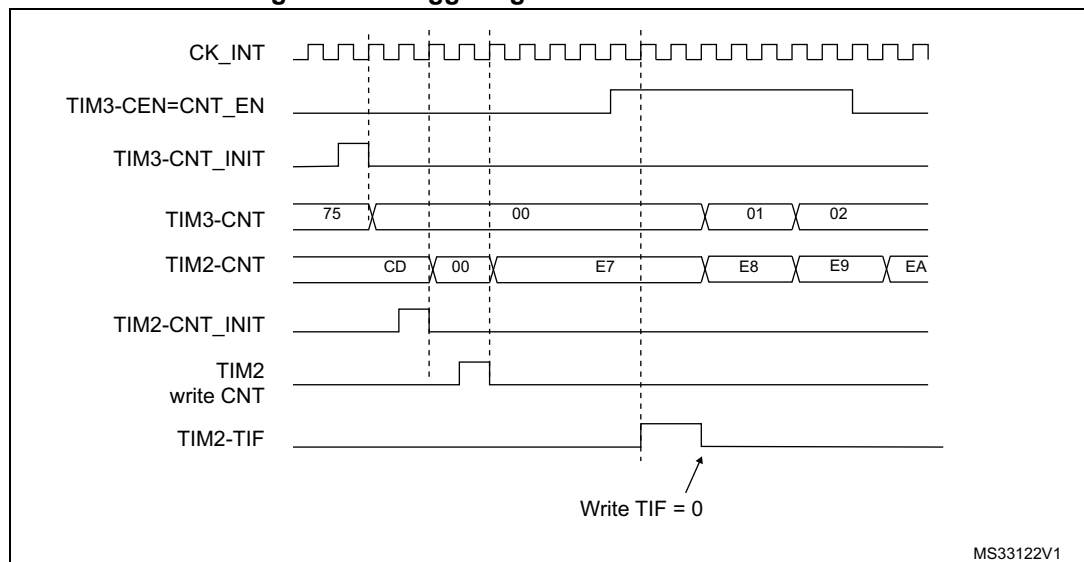 CK_INT
TIM3-CEN=CNT_EN
TIM3-CNT_INIT
TIM3-CNT 75 00 01 02
TIM2-CNT CD 00 E7 E8 E9 EA
TIM2-CNT_INIT
TIM2
write CNT
TIM2-TIF
Write TIF = 0
MS33122V1